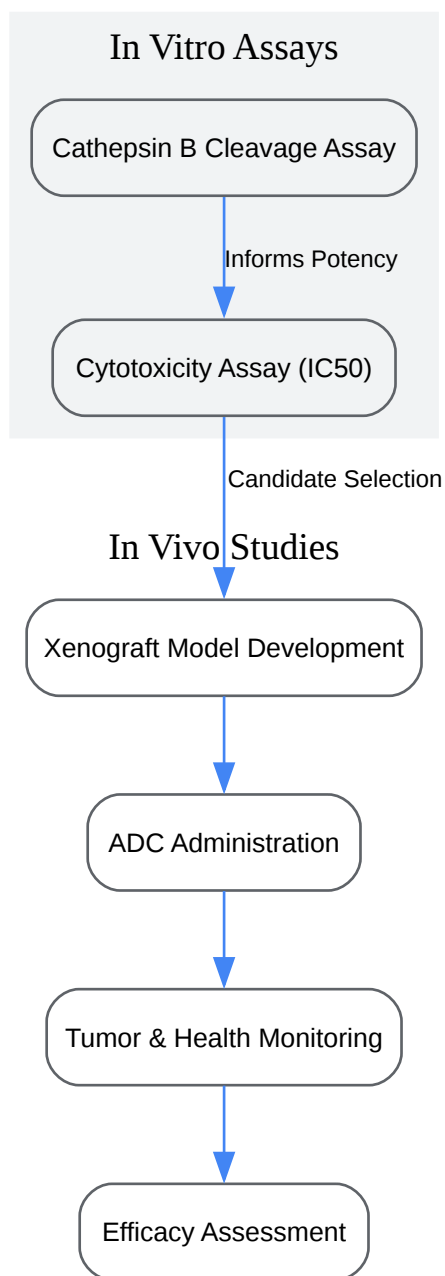 In Vitro Assays
Cathepsin B Cleavage Assay
Informs Potency
Cytotoxicity Assay (IC50)
Candidate Selection
In Vivo Studies
Xenograft Model Development
ADC Administration
Tumor & Health Monitoring
Efficacy Assessment